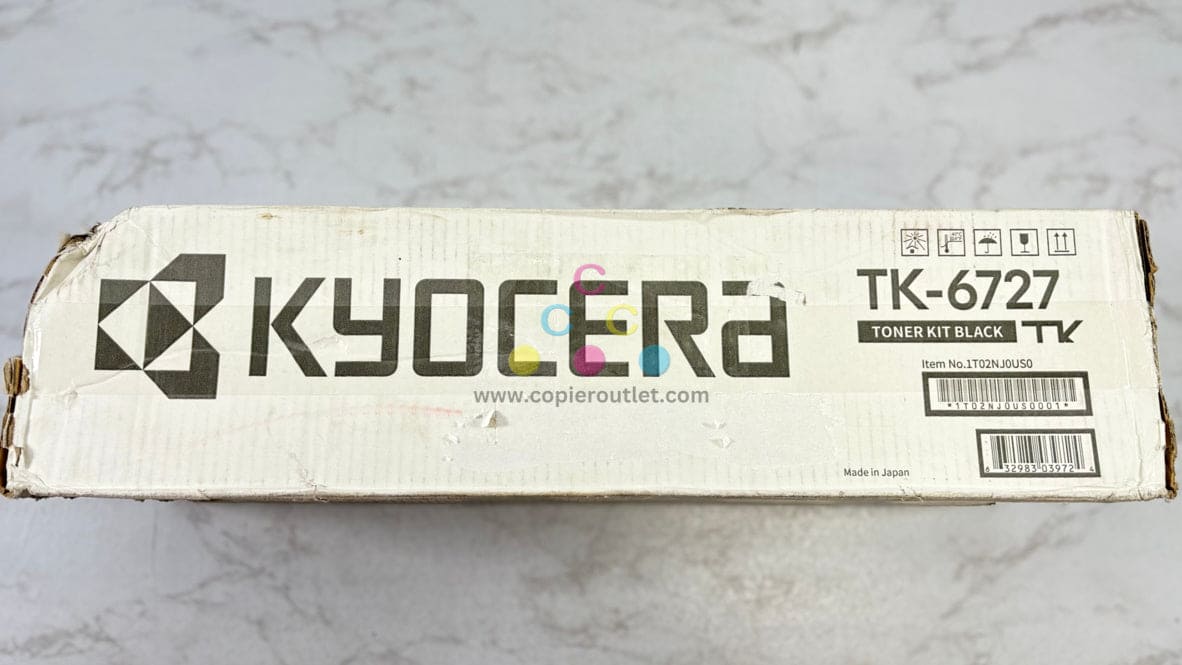 KYOCERA
TK-6727
TONER KIT BLACK TK
Item No.1T02NJ0US0
*1T02NJ0US0001*
6 32983 03972 4
Made in Japan
C
C C
www.copieroutlet.com